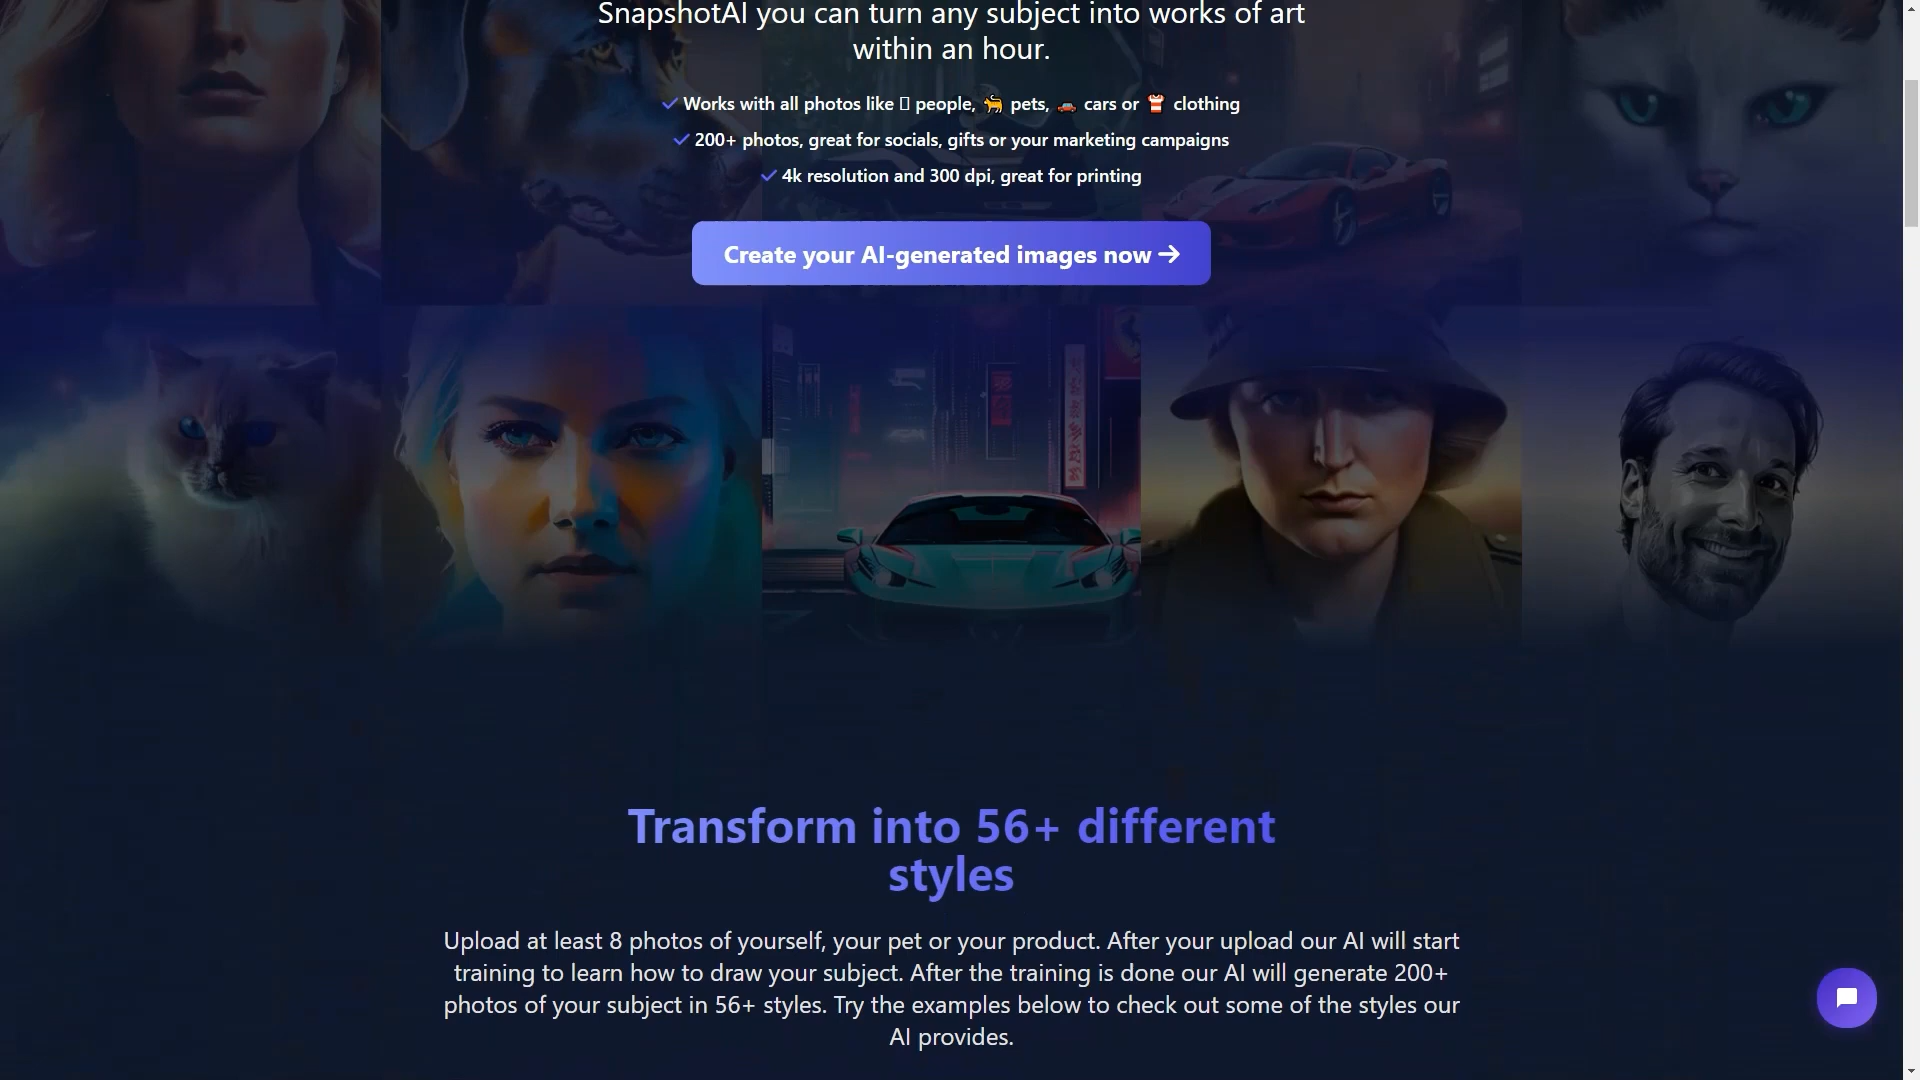 SnapshotAI you can turn any subject into works of art
within an hour.
Works with all photos like ▯ people, 🐈 pets, 🚗 cars or 👕 clothing
200+ photos, great for socials, gifts or your marketing campaigns
4k resolution and 300 dpi, great for printing
Create your AI-generated images now →
Transform into 56+ different
styles
Upload at least 8 photos of yourself, your pet or your product. After your upload our AI will start
training to learn how to draw your subject. After the training is done our AI will generate 200+
photos of your subject in 56+ styles. Try the examples below to check out some of the styles our
AI provides.